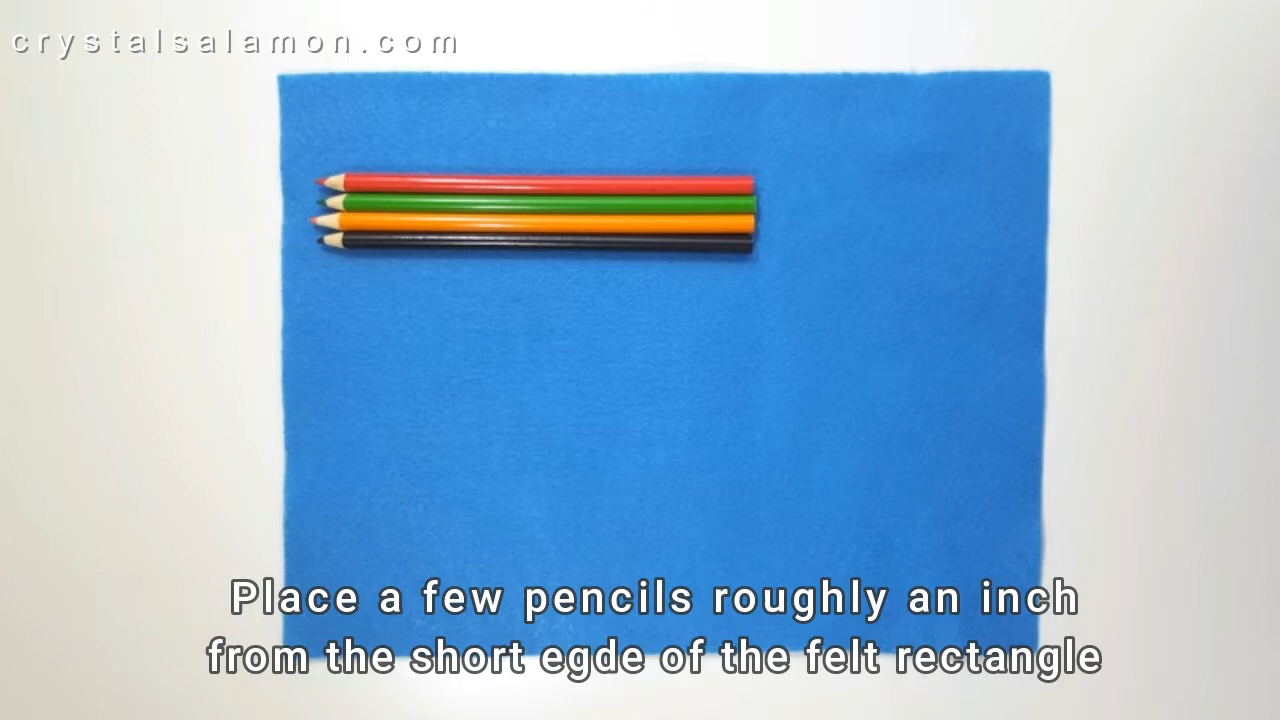 crystalsalamon.com
Place a few pencils roughly an inch
from the short egde of the felt rectangle